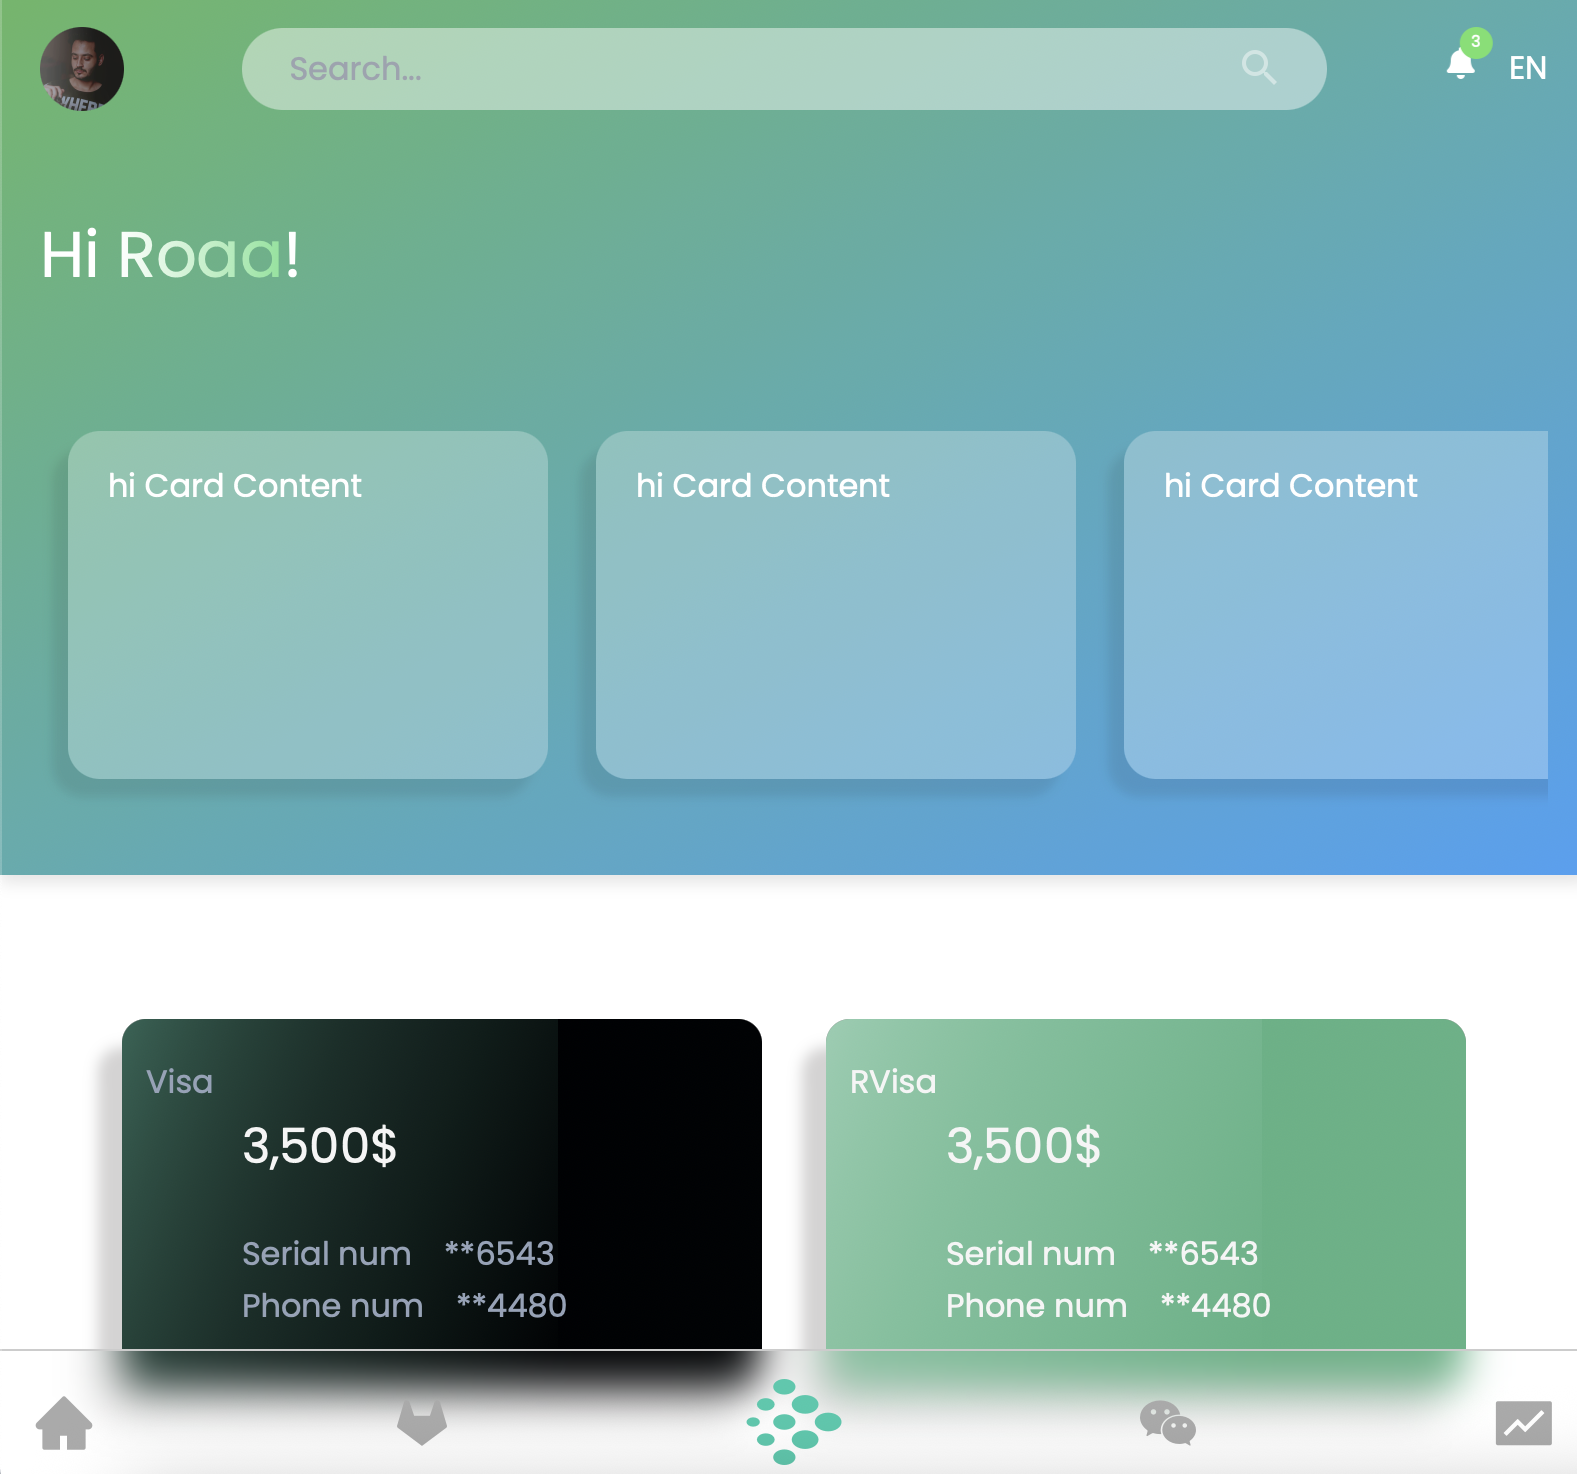 Search...
3
EN
Hi Roaa!
hi Card Content
hi Card Content
hi Card Content
Visa
3,500$
Serial num **6543
Phone num **4480
RVisa
3,500$
Serial num **6543
Phone num **4480